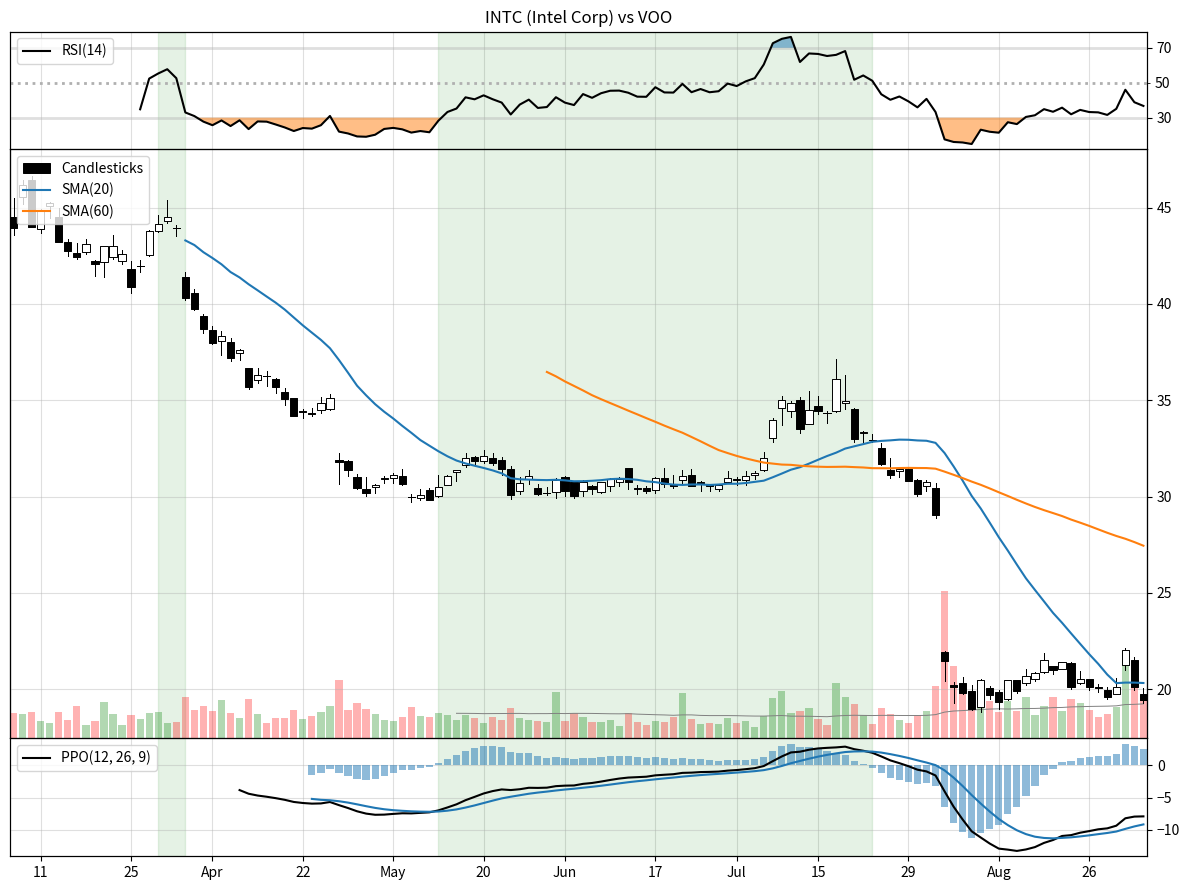 INTC (Intel Corp) vs VOO
RSI(14)
70
50
30
Candlesticks
SMA(20)
SMA(60)
45
40
35
30
25
20
PPO(12, 26, 9)
0
−5
−10
11 25 Apr 22 May 20 Jun 17 Jul 15 29 Aug 26